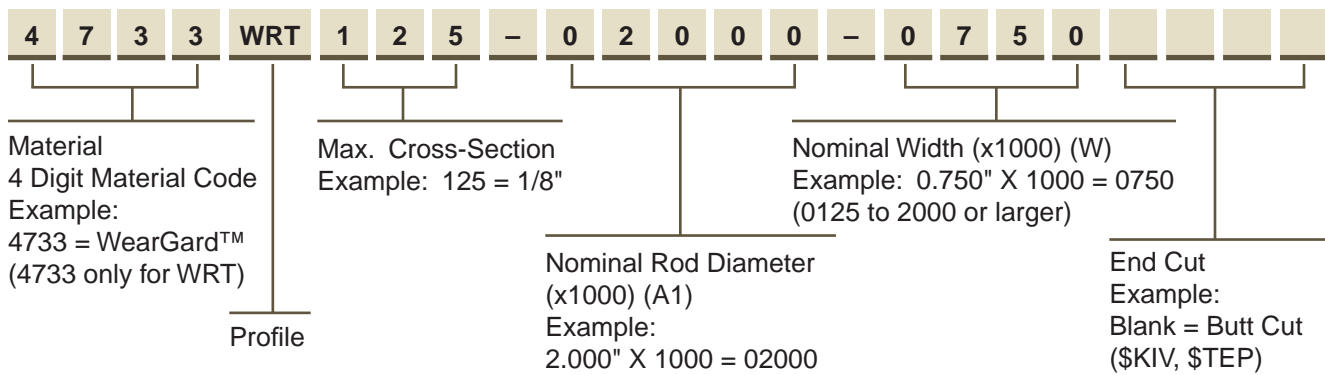 4 7 3 3 WRT 1 2 5 – 0 2 0 0 0 – 0 7 5 0
Material
4 Digit Material Code
Example:
4733 = WearGard™
(4733 only for WRT)
Profile
Max. Cross-Section
Example: 125 = 1/8"
Nominal Rod Diameter
(x1000) (A1)
Example:
2.000" X 1000 = 02000
Nominal Width (x1000) (W)
Example: 0.750" X 1000 = 0750
(0125 to 2000 or larger)
End Cut
Example:
Blank = Butt Cut
($KIV, $TEP)